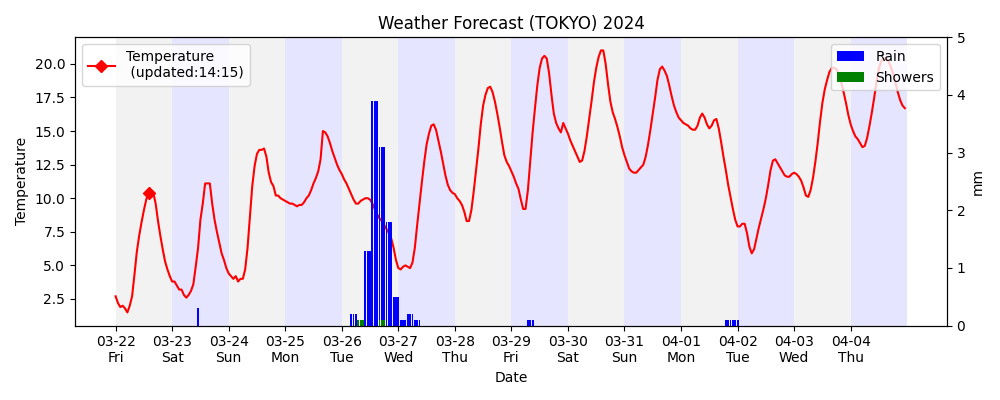 Weather Forecast (TOKYO) 2024
Temperature
(updated:14:15)
Rain
Showers
Temperature
20.0
17.5
15.0
12.5
10.0
7.5
5.0
2.5
5
4
3
2
1
0
mm
03-22 03-23 03-24 03-25 03-26 03-27 03-28 03-29 03-30 03-31 04-01 04-02 04-03 04-04
Fri Sat Sun Mon Tue Wed Thu Fri Sat Sun Mon Tue Wed Thu
Date